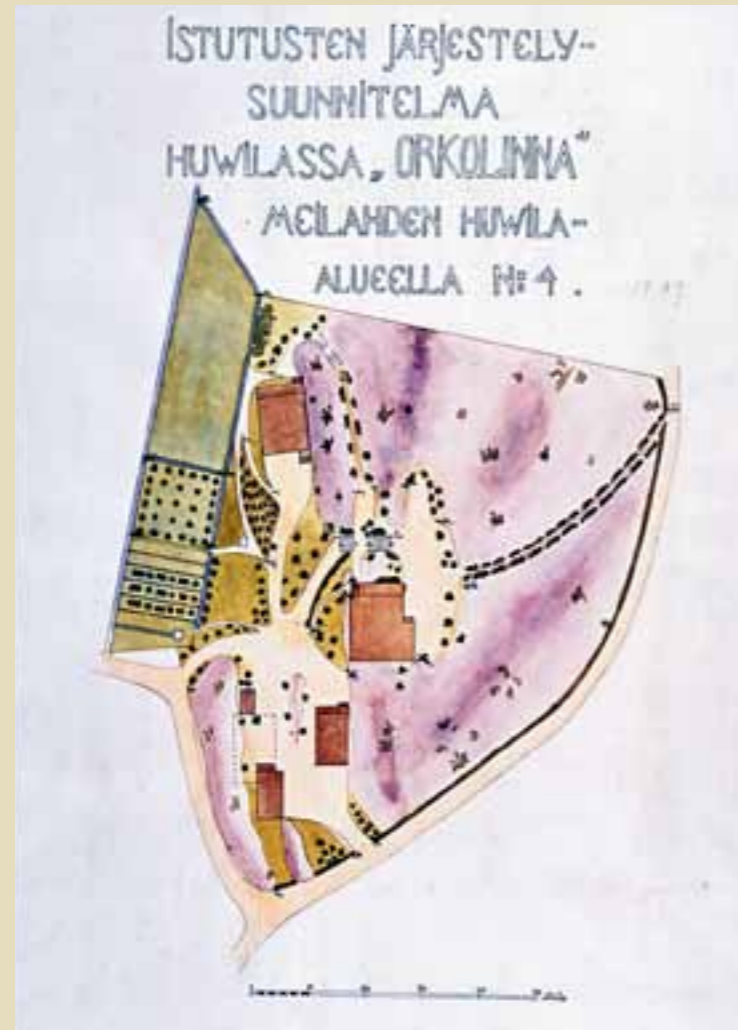 ISTUTUSTEN JÄRJESTELY-
SUUNNITELMA
HUWILASSA „ORKOLINNA"
MEILAHDEN HUWILA-
ALUEELLA N:4.